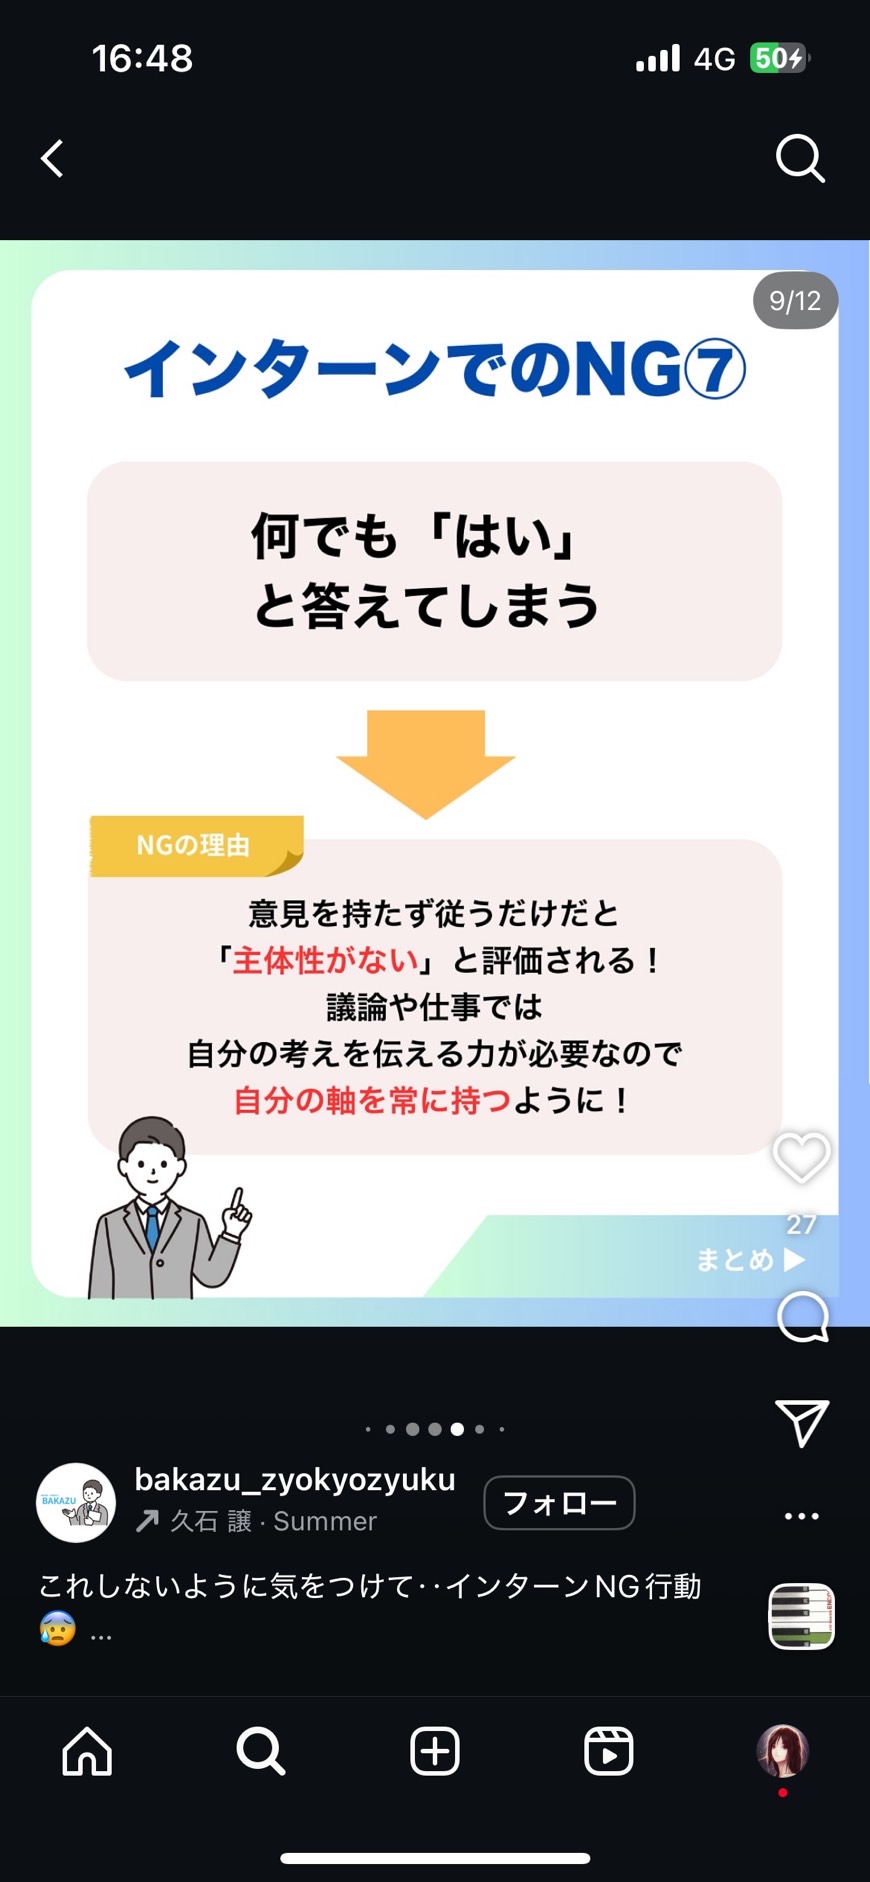 16:48
4G
50
9/12
インターンでのNG⑦
何でも「はい」
と答えてしまう
NGの理由
意見を持たず従うだけだと
「主体性がない」と評価される！
議論や仕事では
自分の考えを伝える力が必要なので
自分の軸を常に持つように！
27
まとめ ▶
bakazu_zyokyozyuku
久石 譲 · Summer
フォロー
BAKAZU
これしないように気をつけて‥インターンNG行動
😰 ...